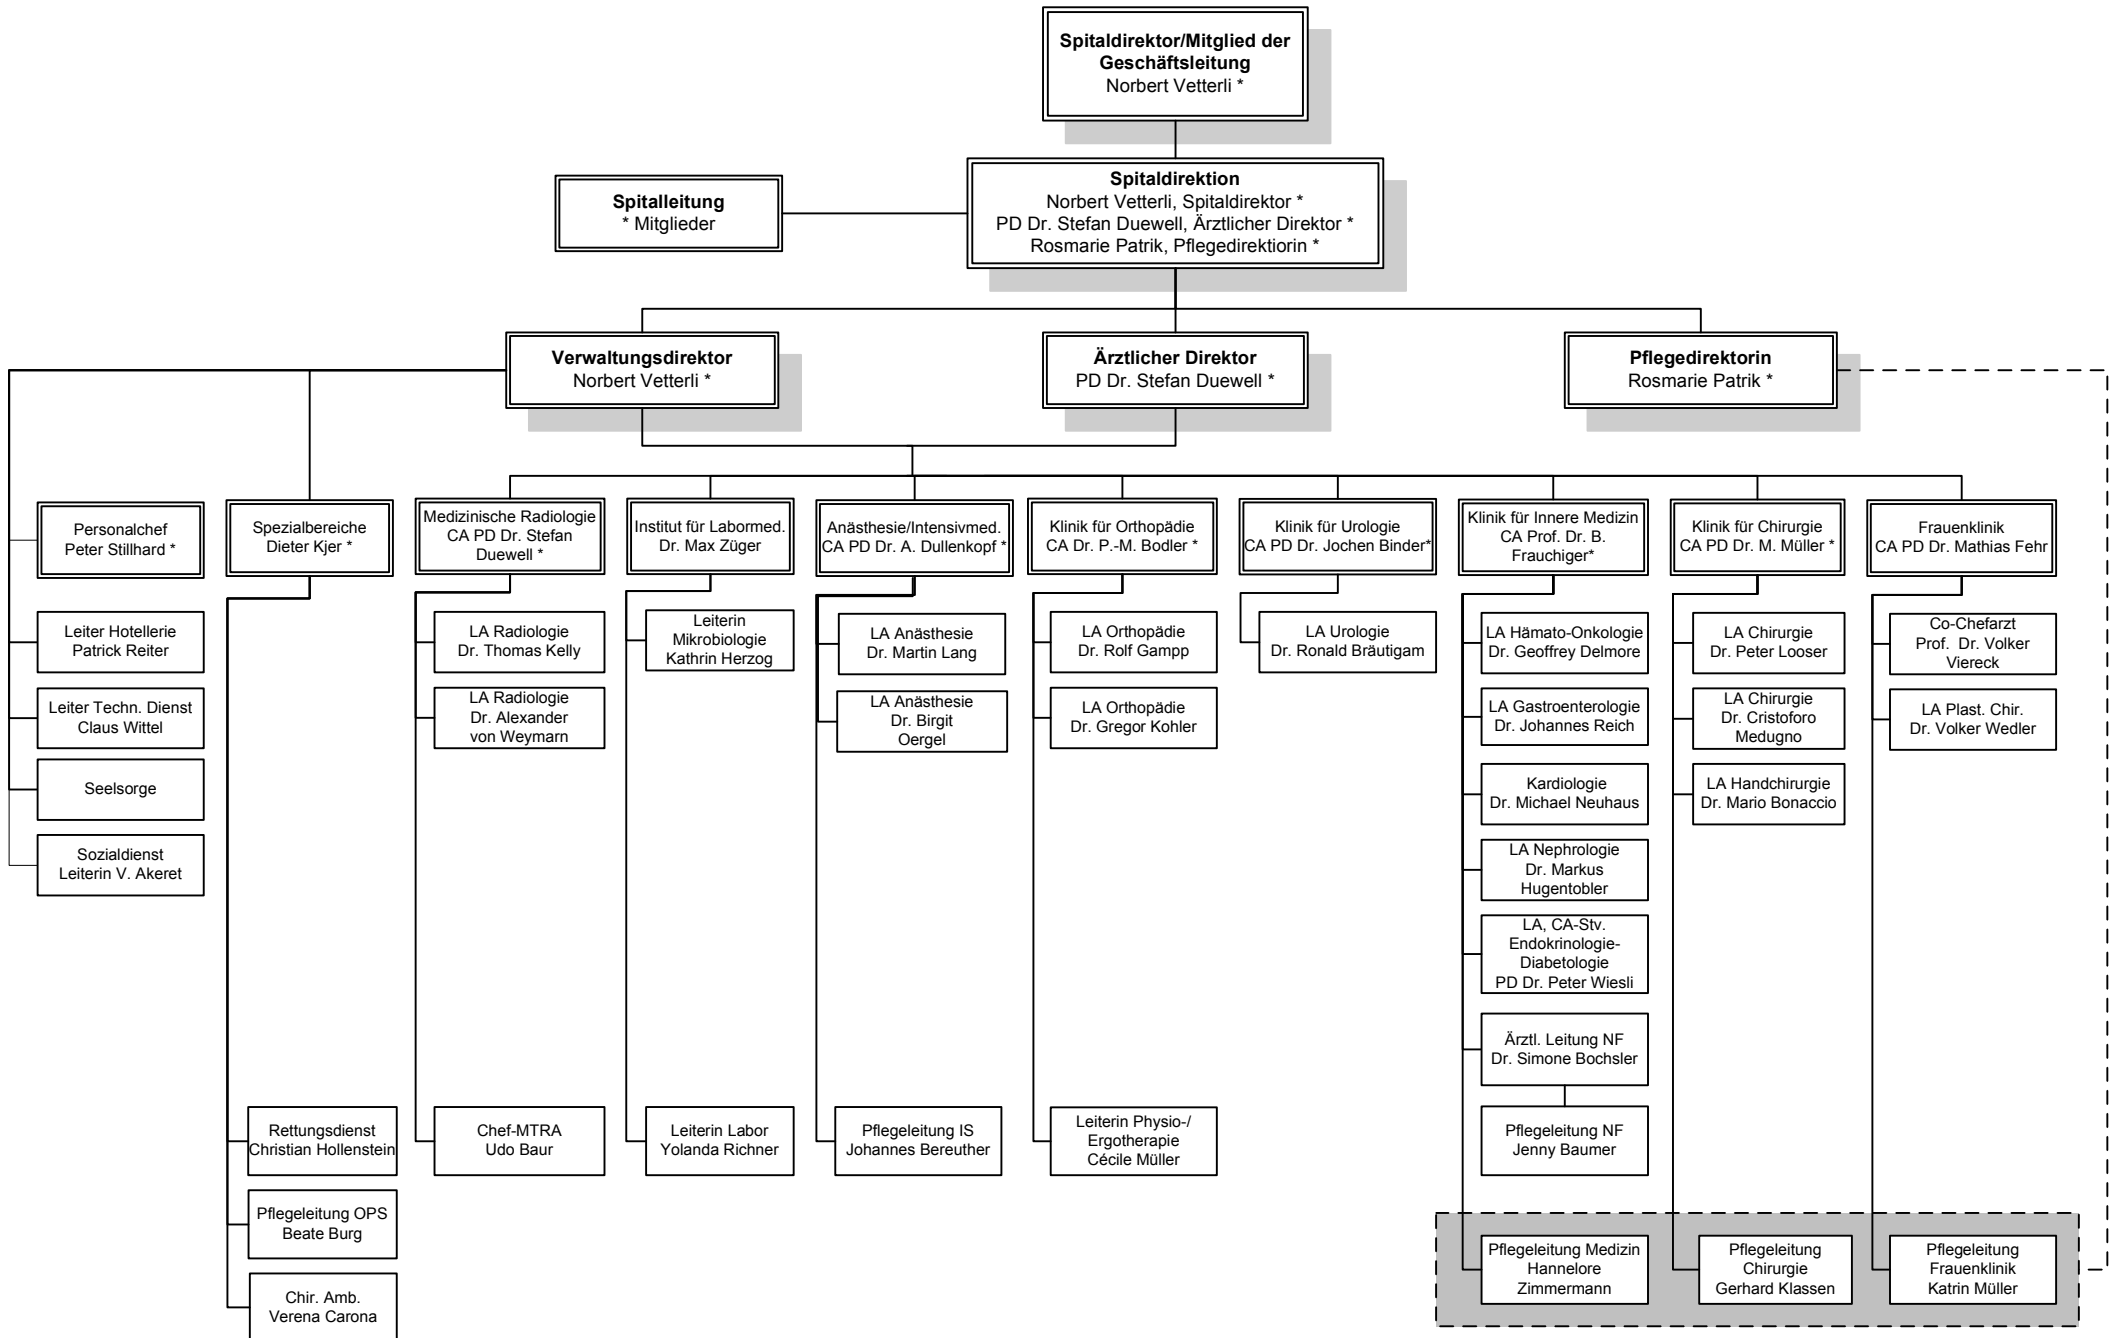 Spitaldirektor/Mitglied der
Geschäftsleitung
Norbert Vetterli *
Spitalleitung
* Mitglieder
Spitaldirektion
Norbert Vetterli, Spitaldirektor *
PD Dr. Stefan Duewell, Ärztlicher Direktor *
Rosmarie Patrik, Pflegedirektiorin *
Verwaltungsdirektor
Norbert Vetterli *
Ärztlicher Direktor
PD Dr. Stefan Duewell *
Pflegedirektorin
Rosmarie Patrik *
Personalchef
Peter Stillhard *
Spezialbereiche
Dieter Kjer *
Medizinische Radiologie
CA PD Dr. Stefan
Duewell *
Institut für Labormed.
Dr. Max Züger
Anästhesie/Intensivmed.
CA PD Dr. A. Dullenkopf *
Klinik für Orthopädie
CA Dr. P.-M. Bodler *
Klinik für Urologie
CA PD Dr. Jochen Binder*
Klinik für Innere Medizin
CA Prof. Dr. B.
Frauchiger*
Klinik für Chirurgie
CA PD Dr. M. Müller *
Frauenklinik
CA PD Dr. Mathias Fehr
Leiter Hotellerie
Patrick Reiter
Leiter Techn. Dienst
Claus Wittel
Seelsorge
Sozialdienst
Leiterin V. Akeret
Rettungsdienst
Christian Hollenstein
Pflegeleitung OPS
Beate Burg
Chir. Amb.
Verena Carona
LA Radiologie
Dr. Thomas Kelly
LA Radiologie
Dr. Alexander
von Weymarn
Chef-MTRA
Udo Baur
Leiterin
Mikrobiologie
Kathrin Herzog
Leiterin Labor
Yolanda Richner
LA Anästhesie
Dr. Martin Lang
LA Anästhesie
Dr. Birgit
Oergel
Pflegeleitung IS
Johannes Bereuther
LA Orthopädie
Dr. Rolf Gampp
LA Orthopädie
Dr. Gregor Kohler
Leiterin Physio-/
Ergotherapie
Cécile Müller
LA Urologie
Dr. Ronald Bräutigam
LA Hämato-Onkologie
Dr. Geoffrey Delmore
LA Gastroenterologie
Dr. Johannes Reich
Kardiologie
Dr. Michael Neuhaus
LA Nephrologie
Dr. Markus
Hugentobler
LA, CA-Stv.
Endokrinologie-
Diabetologie
PD Dr. Peter Wiesli
Ärztl. Leitung NF
Dr. Simone Bochsler
Pflegeleitung NF
Jenny Baumer
Pflegeleitung Medizin
Hannelore
Zimmermann
LA Chirurgie
Dr. Peter Looser
LA Chirurgie
Dr. Cristoforo
Medugno
LA Handchirurgie
Dr. Mario Bonaccio
Pflegeleitung
Chirurgie
Gerhard Klassen
Co-Chefarzt
Prof. Dr. Volker
Viereck
LA Plast. Chir.
Dr. Volker Wedler
Pflegeleitung
Frauenklinik
Katrin Müller